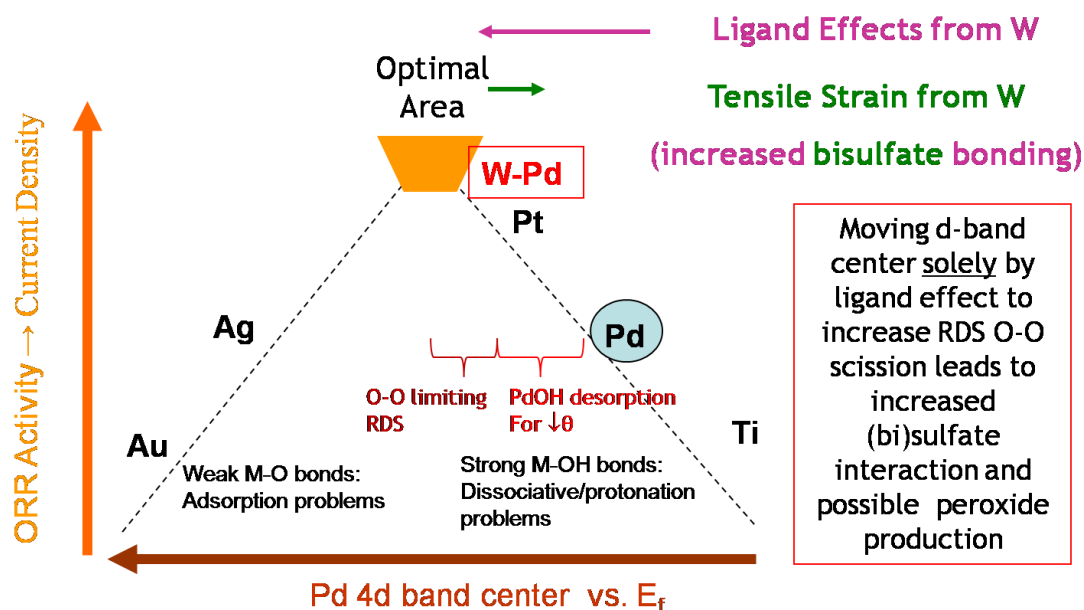 Ligand Effects from W
Optimal
Area
Tensile Strain from W
(increased bisulfate bonding)
W-Pd
Pt
Ag
Pd
O-O limiting
RDS
PdOH desorption
For ↓θ
Au
Ti
Weak M-O bonds:
Adsorption problems
Strong M-OH bonds:
Dissociative/protonation
problems
Moving d-band
center solely by
ligand effect to
increase RDS O-O
scission leads to
increased
(bi)sulfate
interaction and
possible peroxide
production
ORR Activity → Current Density
Pd 4d band center vs. Ef